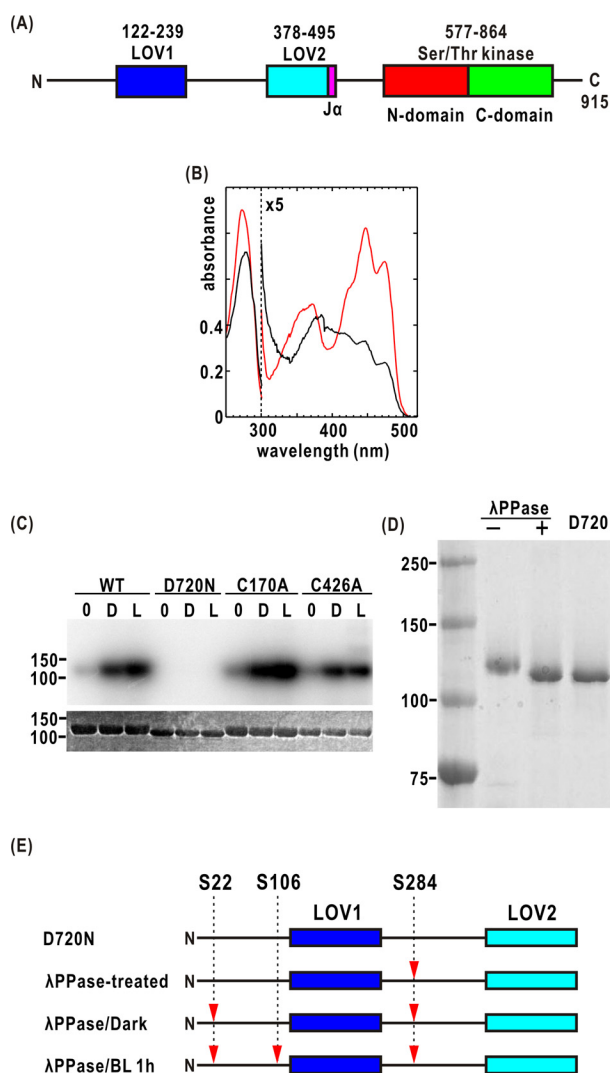 (A)
122-239 378-495 577-864
LOV1 LOV2 Ser/Thr kinase
N C
915
Jα N-domain C-domain
(B)
x5
absorbance
0.4
0.2
0
300 400 500
wavelength (nm)
(C)
WT D720N C170A C426A
0 D L 0 D L 0 D L 0 D L
150
100
150
100
(D)
λPPase D720
− +
250
150
100
75
(E)
S22 S106 S284
LOV1 LOV2
D720N N
λPPase-treated N
λPPase/Dark N
λPPase/BL 1h N